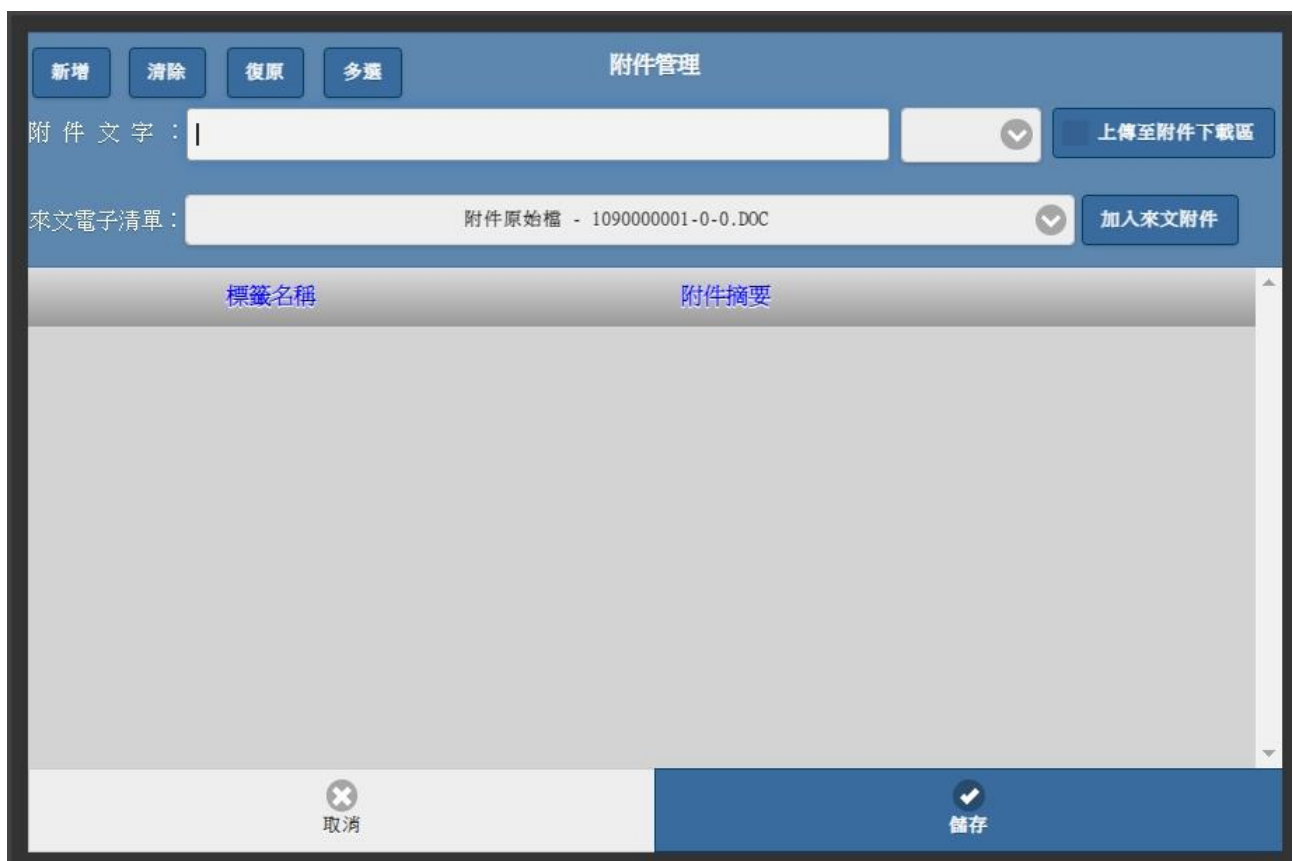 附件管理
新增 清除 復原 多選
附件文字：
上傳至附件下載區
來文電子清單： 附件原始檔 - 1090000001-0-0.DOC 加入來文附件
標籤名稱 附件摘要
取消 儲存